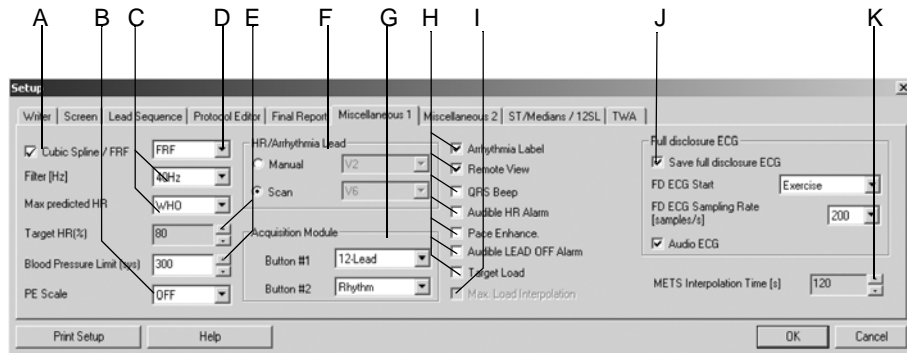 A B C D E F G H I J K
Setup
Writer Screen Lead Sequence Protocol Editor Final Report Miscellaneous 1 Miscellaneous 2 ST/Medians / 12SL TWA
Cubic Spline / FRF FRF
Filter [Hz] 40Hz
Max predicted HR WHO
Target HR(%) 80
Blood Pressure Limit (sys) 300
PE Scale OFF
HR/Arrhythmia Lead
Manual V2
Scan V6
Acquisition Module
Button #1 12-Lead
Button #2 Rhythm
Arrhythmia Label
Remote View
QRS Beep
Audible HR Alarm
Pace Enhance.
Audible LEAD OFF Alarm
Target Load
Max. Load Interpolation
Full disclosure ECG
Save full disclosure ECG
FD ECG Start Exercise
FD ECG Sampling Rate
[samples/s] 200
Audio ECG
METS Interpolation Time [s] 120
Print Setup Help OK Cancel